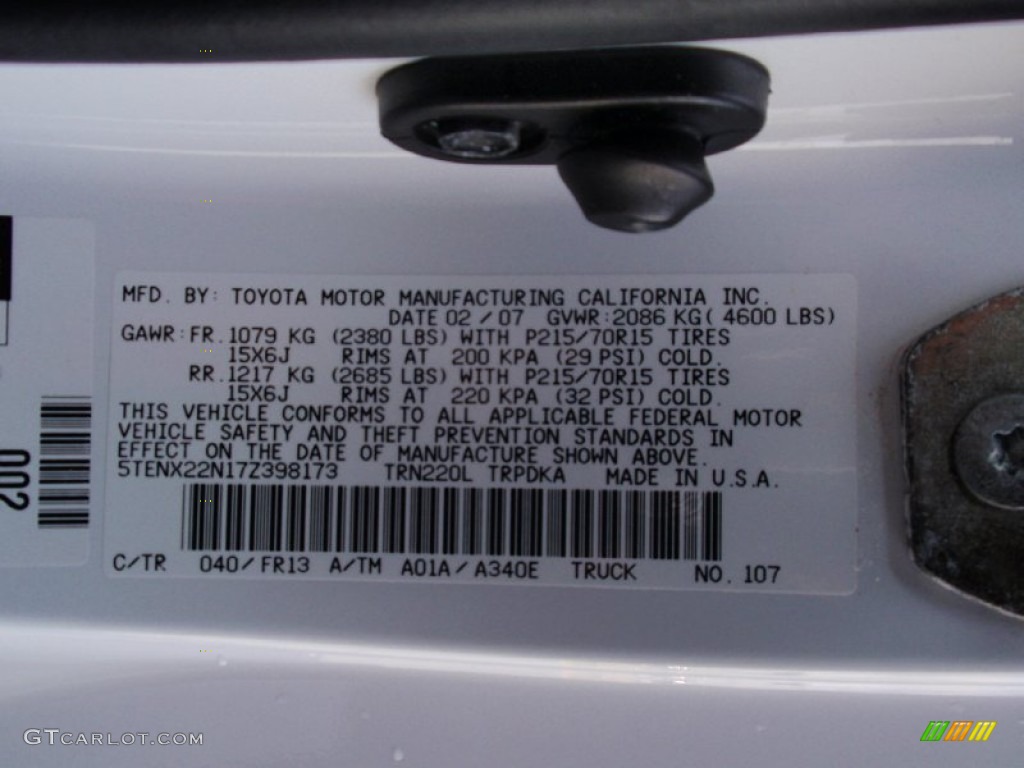 MFD. BY: TOYOTA MOTOR MANUFACTURING CALIFORNIA INC.
DATE 02/07 GVWR:2086 KG( 4600 LBS)
GAWR:FR.1079 KG (2380 LBS) WITH P215/70R15 TIRES
15X6J RIMS AT 200 KPA (29 PSI) COLD.
RR.1217 KG (2685 LBS) WITH P215/70R15 TIRES
15X6J RIMS AT 220 KPA (32 PSI) COLD.
THIS VEHICLE CONFORMS TO ALL APPLICABLE FEDERAL MOTOR
VEHICLE SAFETY AND THEFT PREVENTION STANDARDS IN
EFFECT ON THE DATE OF MANUFACTURE SHOWN ABOVE.
5TENX22N17Z398173 TRN220L TRPDKA MADE IN U.S.A.
C/TR 040/FR13 A/TM A01A/A340E TRUCK NO. 107
002
GTCARLOT.COM